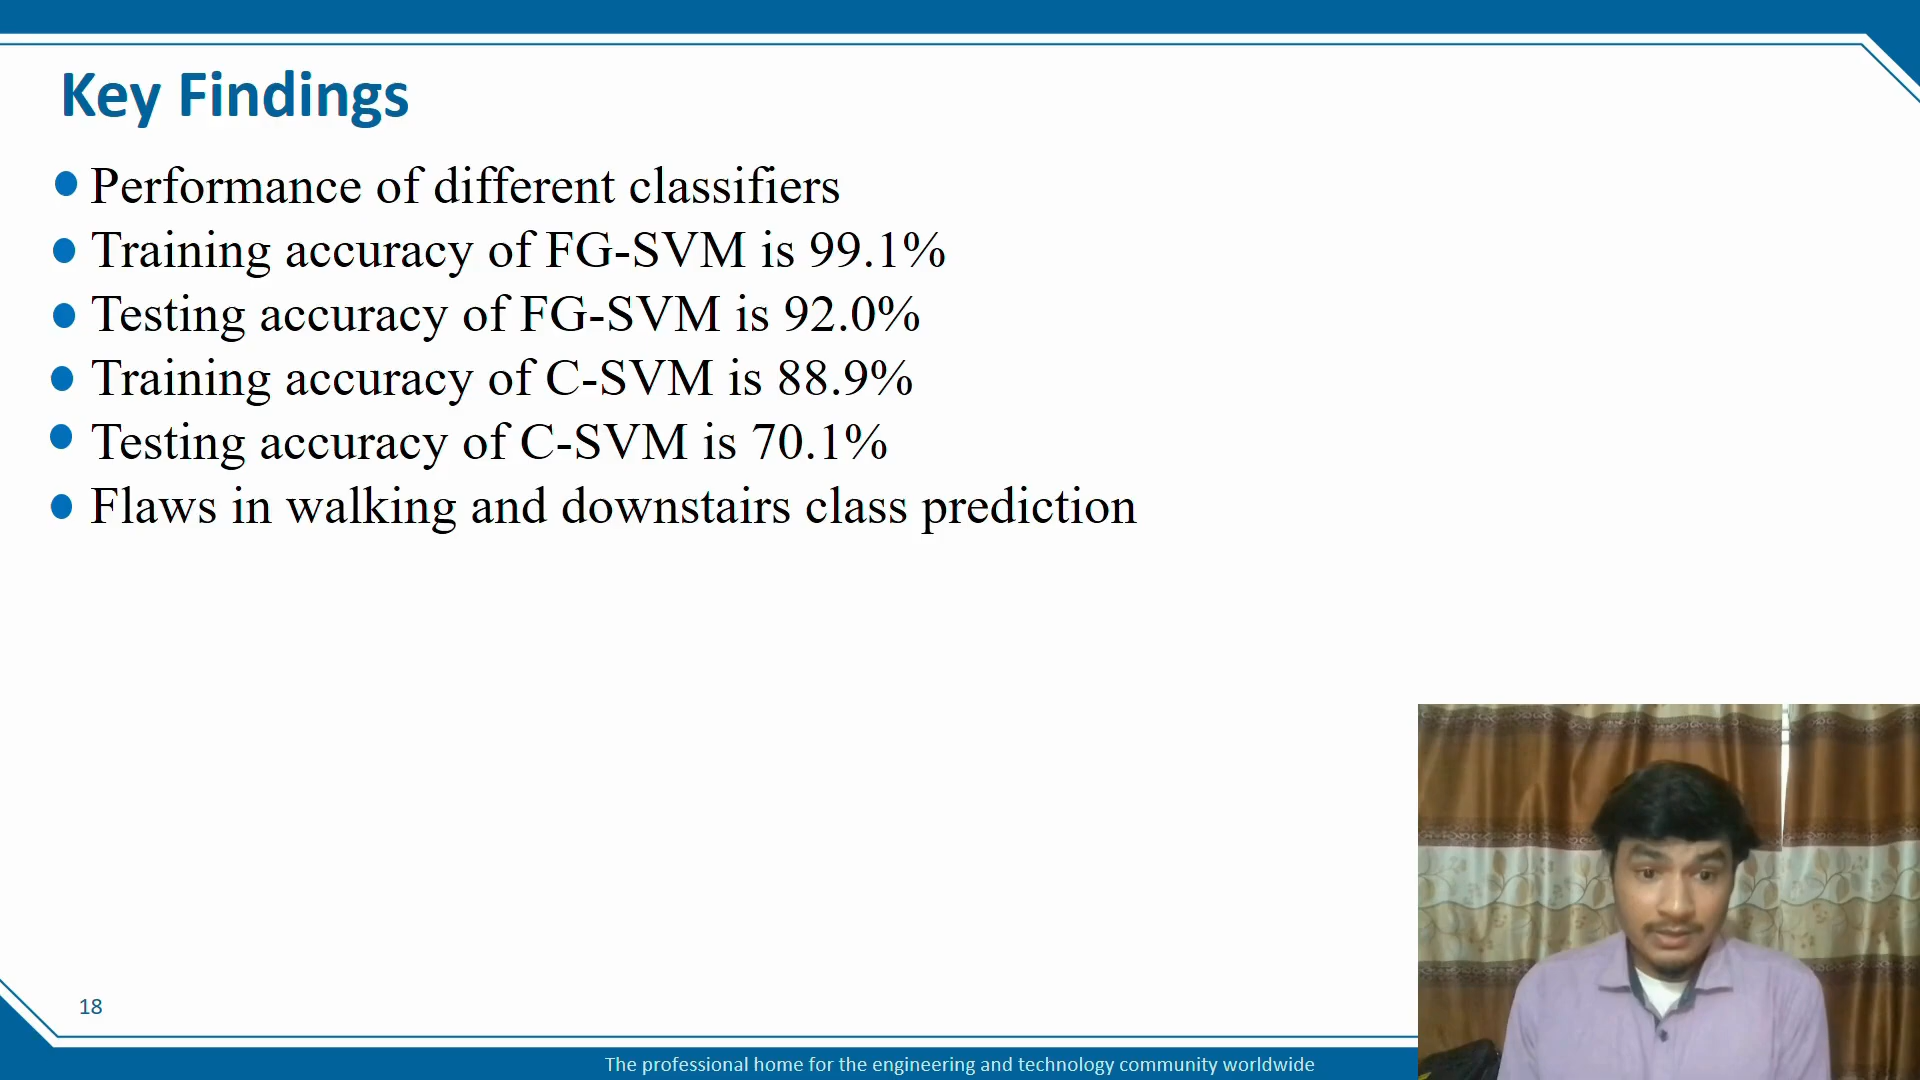 Key Findings
Performance of different classifiers
Training accuracy of FG-SVM is 99.1%
Testing accuracy of FG-SVM is 92.0%
Training accuracy of C-SVM is 88.9%
Testing accuracy of C-SVM is 70.1%
Flaws in walking and downstairs class prediction
18
The professional home for the engineering and technology community worldwide